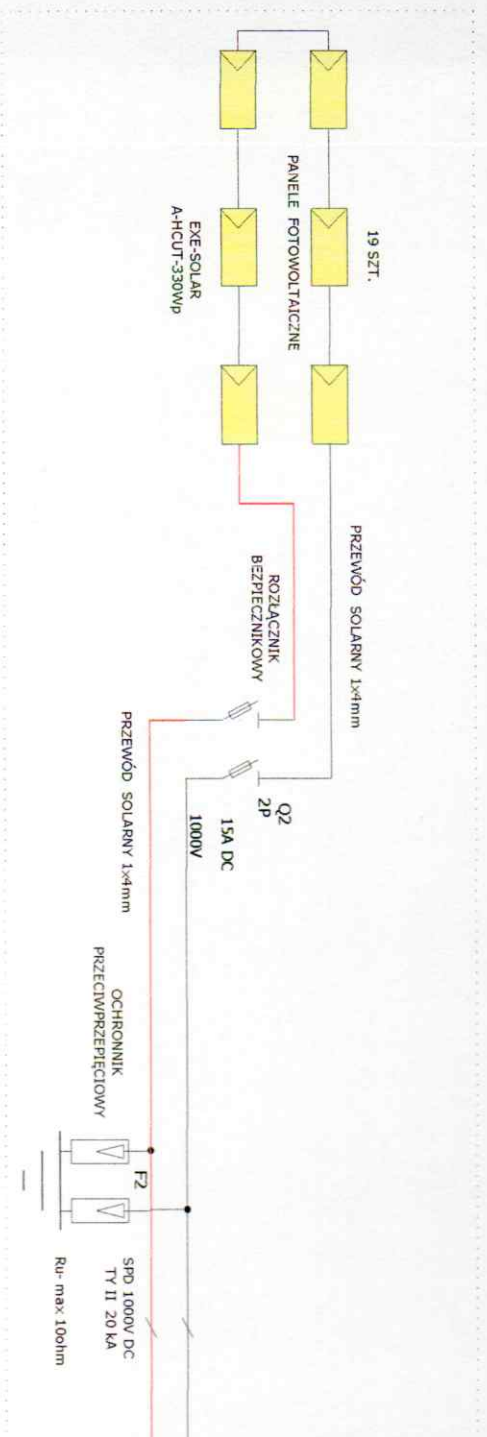 19 SZT.
PANELE FOTOWOLTAICZNE
EXE-SOLAR
A-HCUT-330Wp
PRZEWÓD SOLARNY 1x4mm
ROZŁĄCZNIK
BEZPIECZNIKOWY
Q2
2P
15A DC
1000V
PRZEWÓD SOLARNY 1x4mm
OCHRONNIK
PRZECIWPRZEPIĘCIOWY
F2
SPD 1000V DC
TY II 20 kA
Ru- max 10ohm